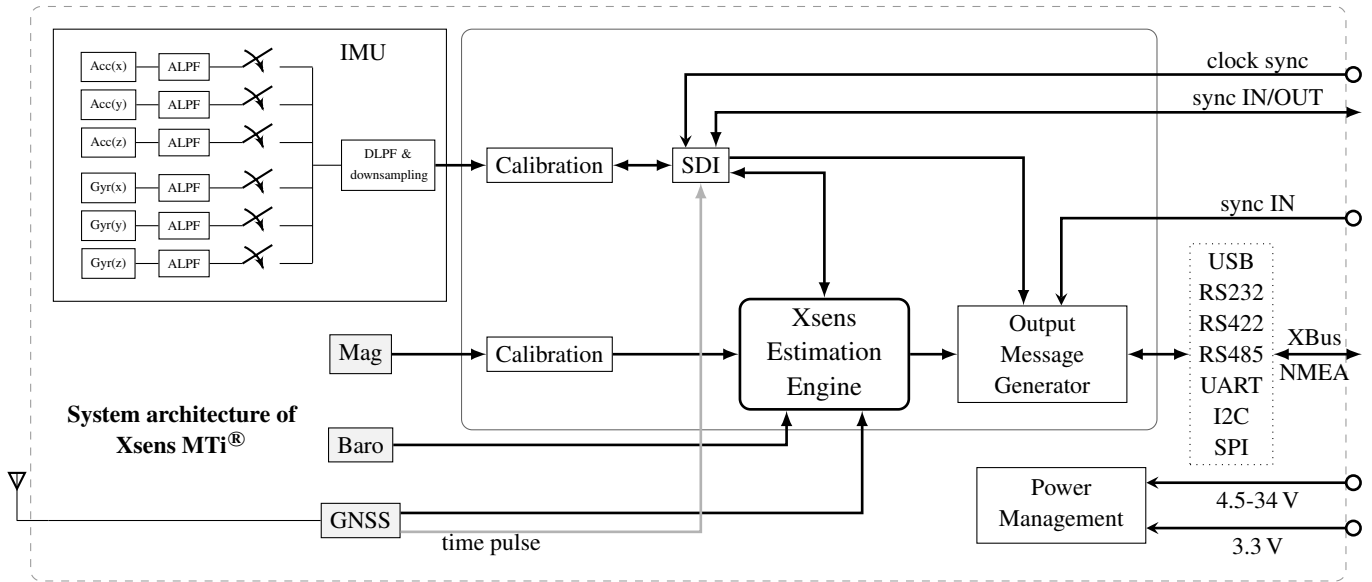 IMU
Acc(x) ALPF
Acc(y) ALPF
Acc(z) ALPF
Gyr(x) ALPF
Gyr(y) ALPF
Gyr(z) ALPF
DLPF &
downsampling
Calibration
SDI
clock sync
sync IN/OUT
sync IN
Mag
Calibration
Xsens
Estimation
Engine
Output
Message
Generator
USB
RS232
RS422
RS485
UART
I2C
SPI
XBus
NMEA
System architecture of
Xsens MTi®
Baro
GNSS
time pulse
Power
Management
4.5-34 V
3.3 V